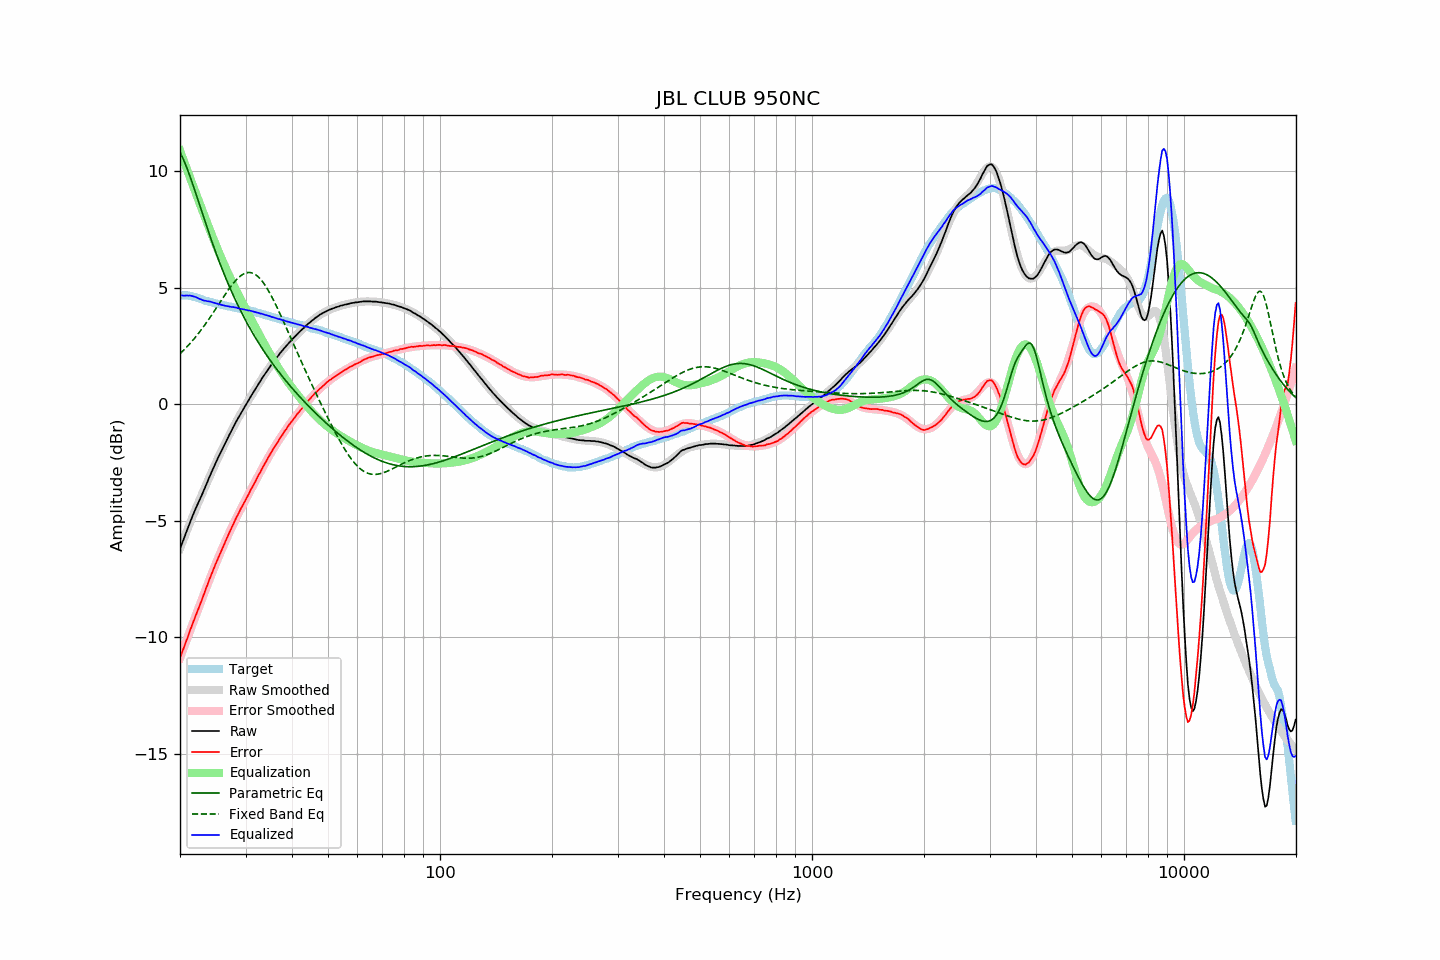 JBL CLUB 950NC
Amplitude (dBr)
10
5
0
−5
−10
−15
Target
Raw Smoothed
Error Smoothed
Raw
Error
Equalization
Parametric Eq
Fixed Band Eq
Equalized
100
1000
10000
Frequency (Hz)